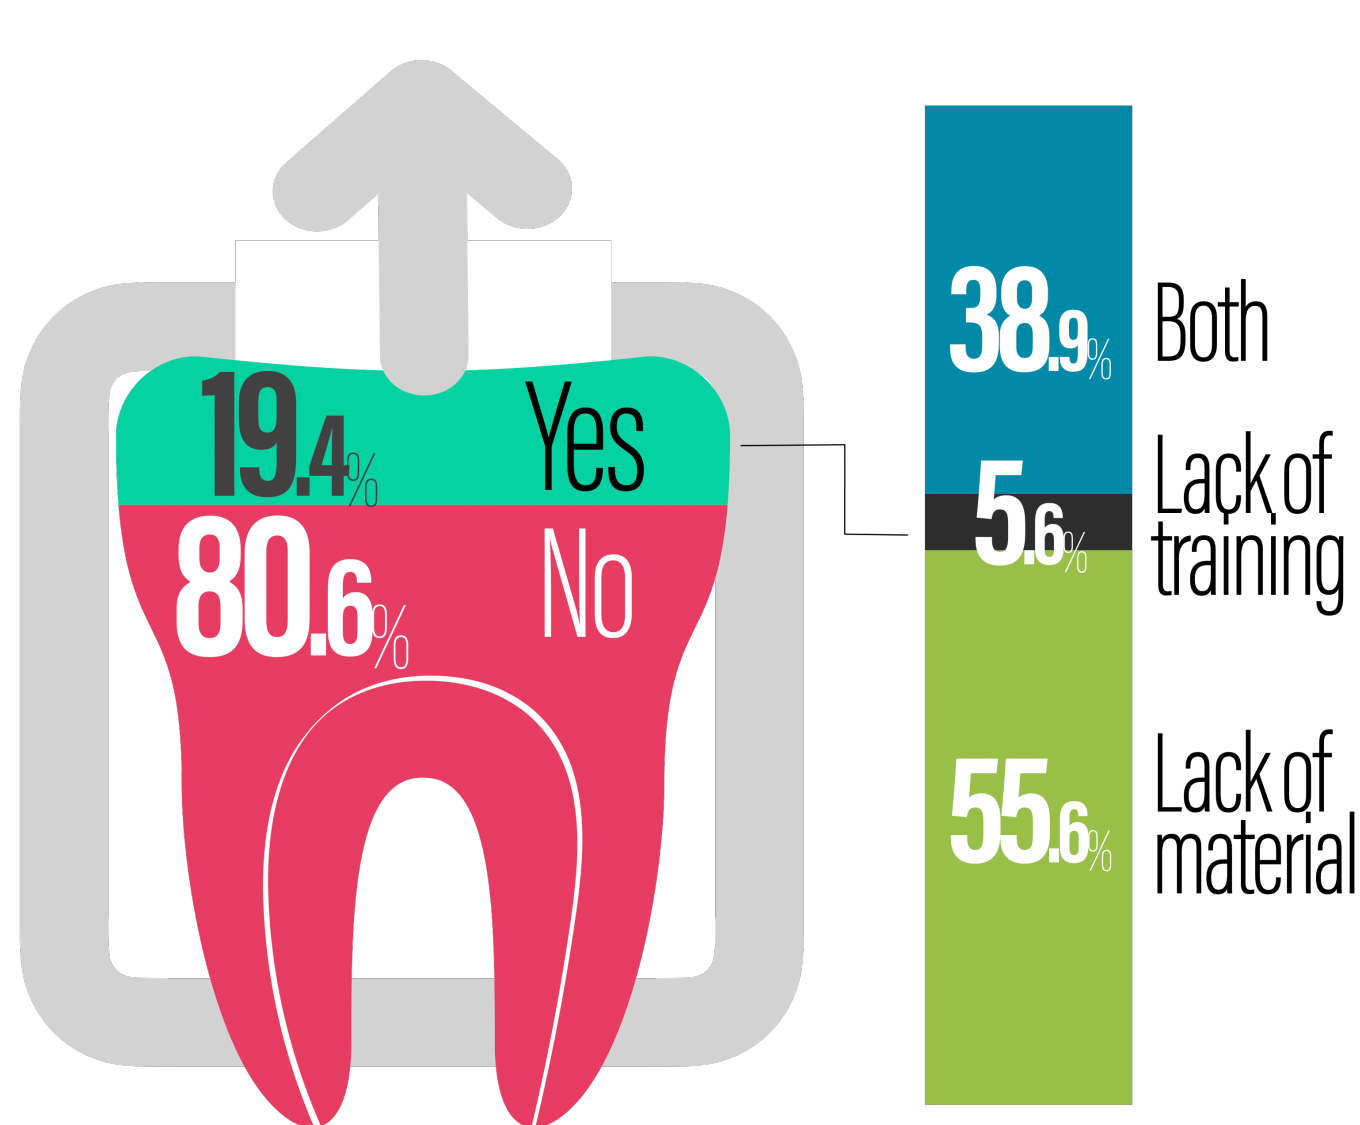 19.4% Yes
80.6% No
38.9% Both
5.6% Lack of
training
55.6% Lack of
material